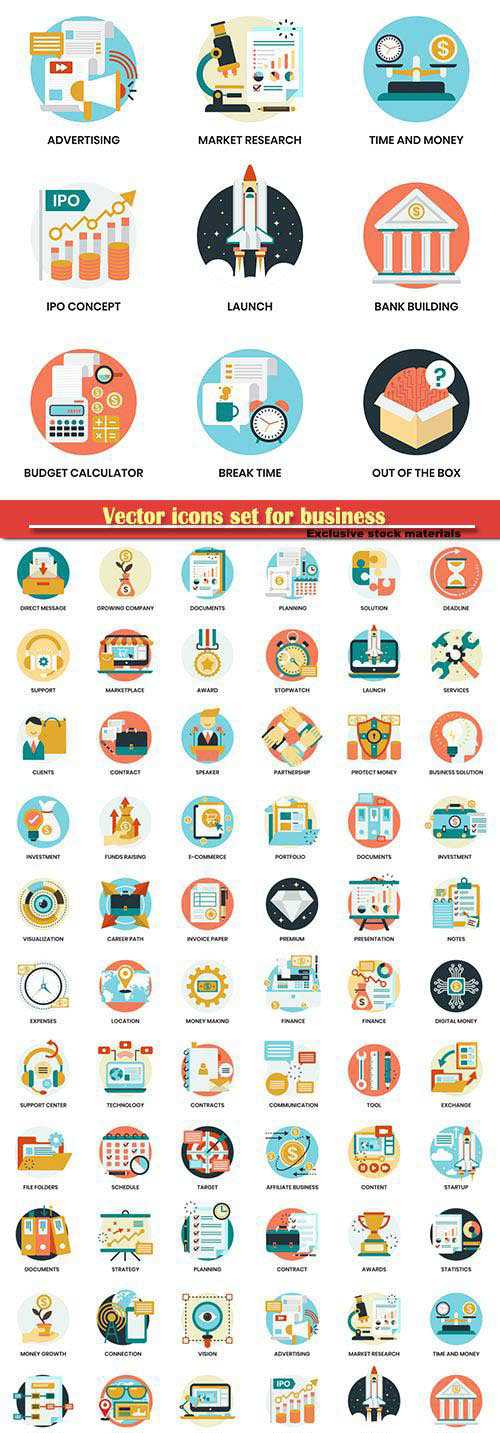 ADVERTISING
MARKET RESEARCH
TIME AND MONEY
IPO
IPO CONCEPT
LAUNCH
BANK BUILDING
BUDGET CALCULATOR
BREAK TIME
?
OUT OF THE BOX
Vector icons set for business
Exclusive stock materials
DIRECT MESSAGE
GROWING COMPANY
DOCUMENTS
PLANNING
SOLUTION
DEADLINE
SUPPORT
MARKETPLACE
AWARD
STOPWATCH
LAUNCH
SERVICES
CLIENTS
CONTRACT
SPEAKER
PARTNERSHIP
PROTECT MONEY
BUSINESS SOLUTION
INVESTMENT
FUNDS RAISING
E-COMMERCE
PORTFOLIO
DOCUMENTS
INVESTMENT
VISUALIZATION
CAREER PATH
INVOICE PAPER
PREMIUM
PRESENTATION
NOTES
EXPENSES
LOCATION
MONEY MAKING
FINANCE
FINANCE
DIGITAL MONEY
SUPPORT CENTER
TECHNOLOGY
CONTRACTS
COMMUNICATION
TOOL
EXCHANGE
FILE FOLDERS
SCHEDULE
TARGET
AFFILIATE BUSINESS
CONTENT
STARTUP
DOCUMENTS
STRATEGY
PLANNING
CONTRACT
AWARDS
STATISTICS
MONEY GROWTH
CONNECTION
VISION
ADVERTISING
MARKET RESEARCH
TIME AND MONEY
IPO